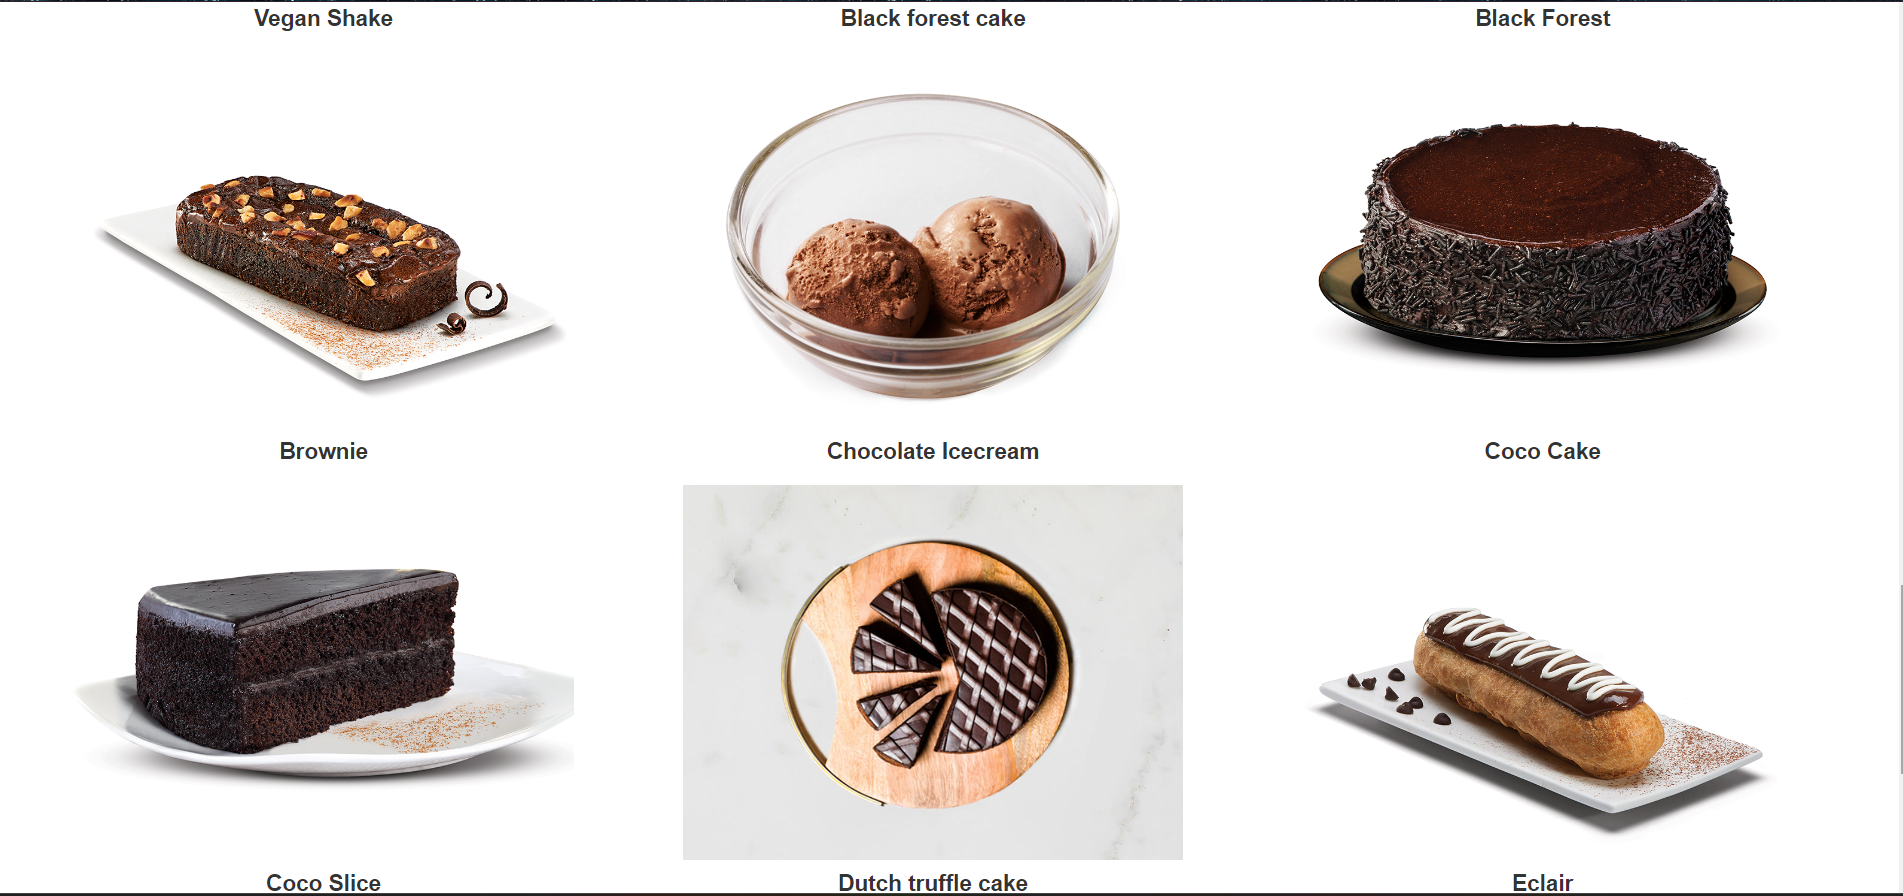 Vegan Shake
Black forest cake
Black Forest
Brownie
Chocolate Icecream
Coco Cake
Coco Slice
Dutch truffle cake
Eclair